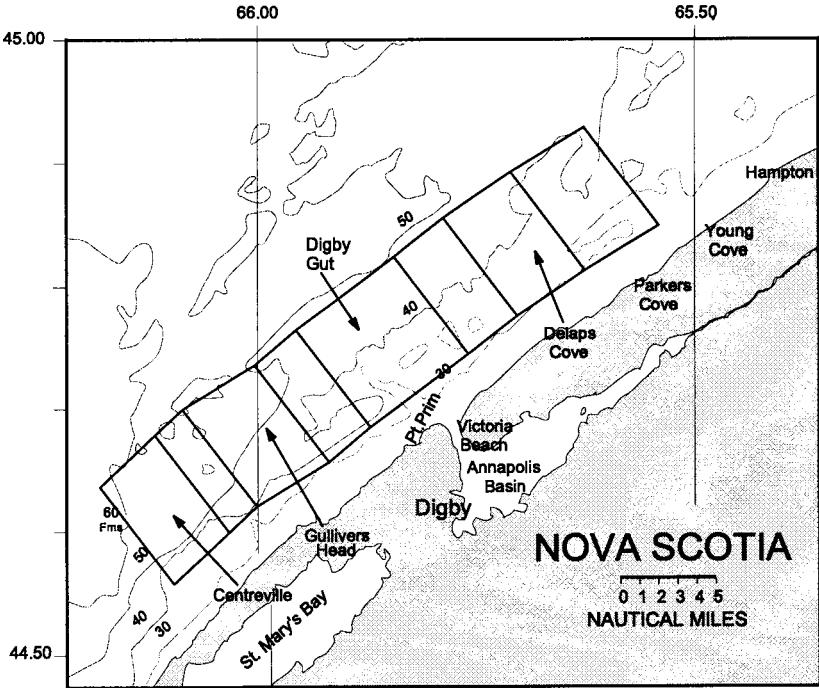 66.00
65.50
45.00
Hampton
50
Young
Cove
Digby
Gut
Parkers
Cove
40
Delaps
Cove
30
Pt. Prim
Victoria
Beach
Annapolis
Basin
Digby
60
Fms
50
Gullivers
Head
NOVA SCOTIA
0 1 2 3 4 5
NAUTICAL MILES
Centreville
40
30
St. Mary's Bay
44.50